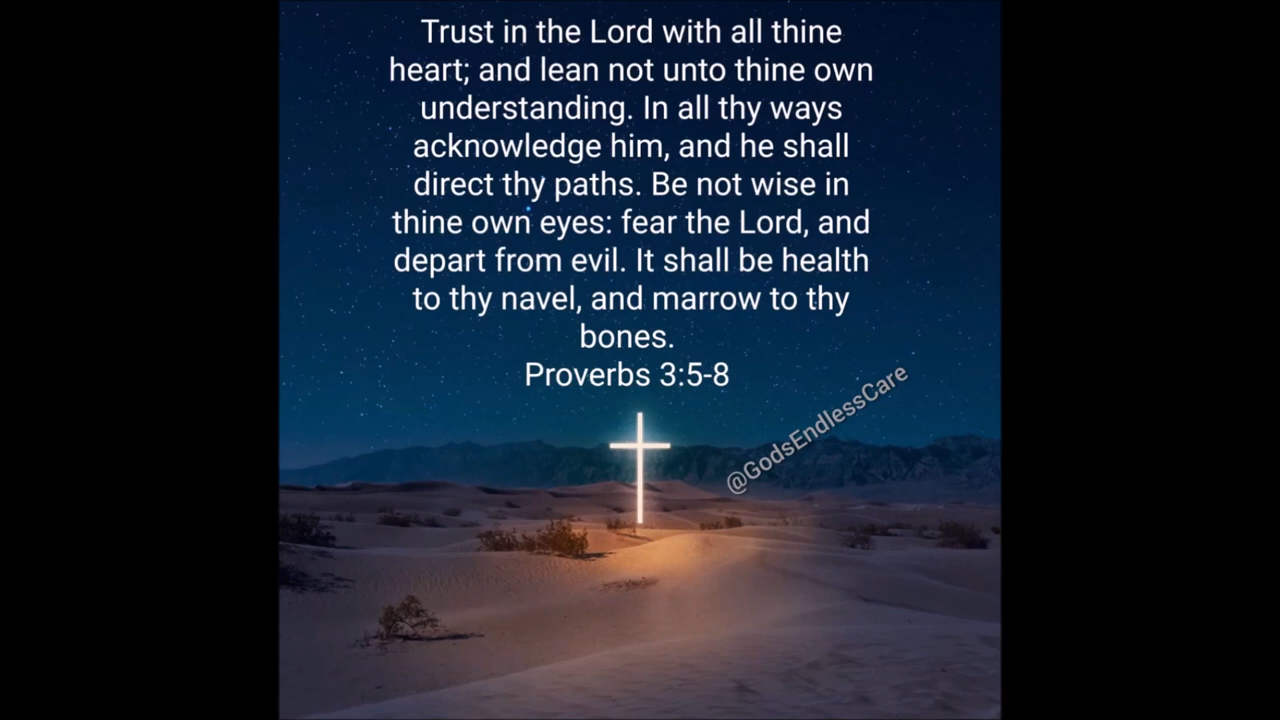 Trust in the Lord with all thine
heart; and lean not unto thine own
understanding. In all thy ways
acknowledge him, and he shall
direct thy paths. Be not wise in
thine own eyes: fear the Lord, and
depart from evil. It shall be health
to thy navel, and marrow to thy
bones.
Proverbs 3:5-8
@GodsEndlessCare